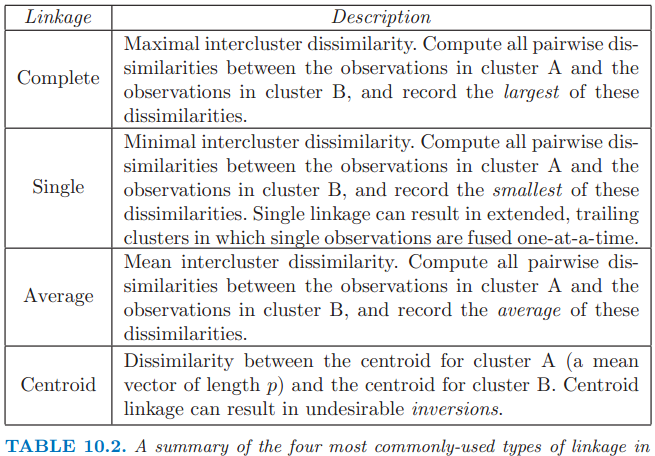 Linkage Description
Maximal intercluster dissimilarity. Compute all pairwise dis-
similarities between the observations in cluster A and the
Complete
observations in cluster B, and record the largest of these
dissimilarities.
Minimal intercluster dissimilarity. Compute all pairwise dis-
similarities between the observations in cluster A and the
Single
observations in cluster B, and record the smallest of these
dissimilarities. Single linkage can result in extended, trailing
clusters in which single observations are fused one-at-a-time.
Mean intercluster dissimilarity. Compute all pairwise dis-
similarities between the observations in cluster A and the
Average
observations in cluster B, and record the average of these
dissimilarities.
Dissimilarity between the centroid for cluster A (a mean
Centroid vector of length p) and the centroid for cluster B. Centroid
linkage can result in undesirable inversions.
TABLE 10.2. A summary of the four most commonly-used types of linkage in